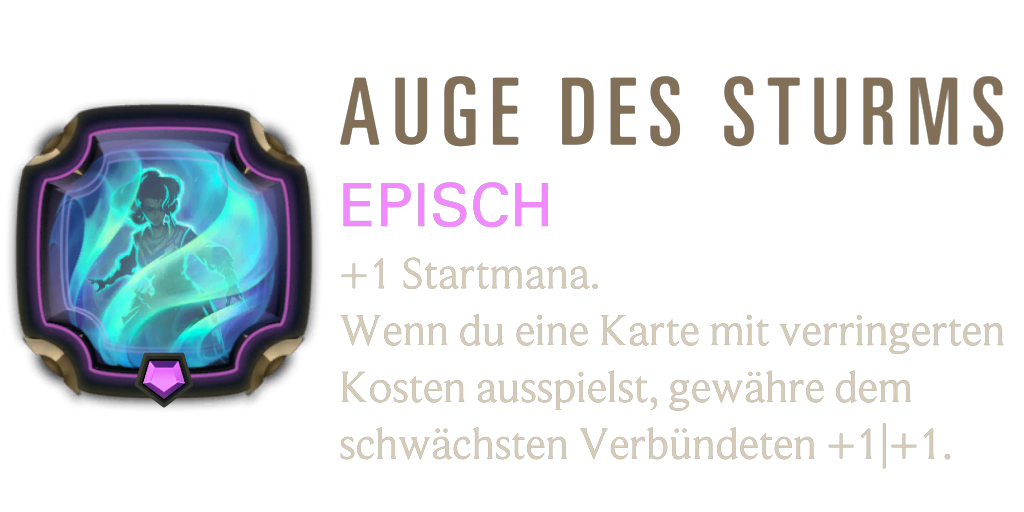 AUGE DES STURMS
EPISCH
+1 Startmana.
Wenn du eine Karte mit verringerten
Kosten ausspielst, gewähre dem
schwächsten Verbündeten +1|+1.